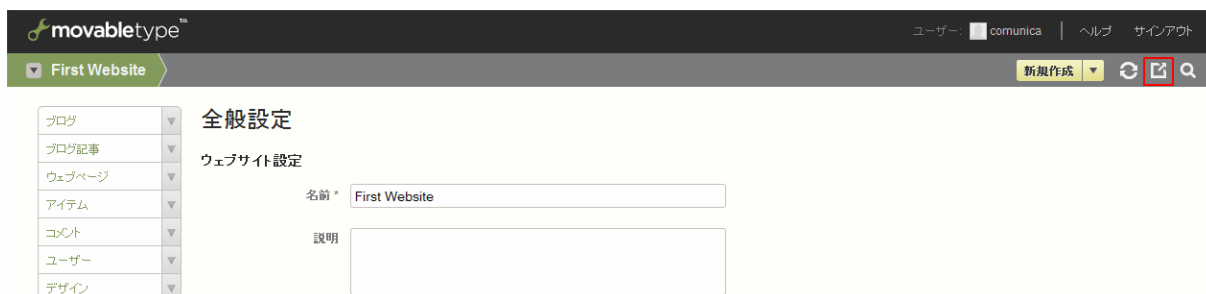 movabletype™
ユーザー: comunica | ヘルプ サインアウト
First Website
新規作成
ブログ
ブログ記事
ウェブページ
アイテム
コメント
ユーザー
デザイン
全般設定
ウェブサイト設定
名前 * First Website
説明